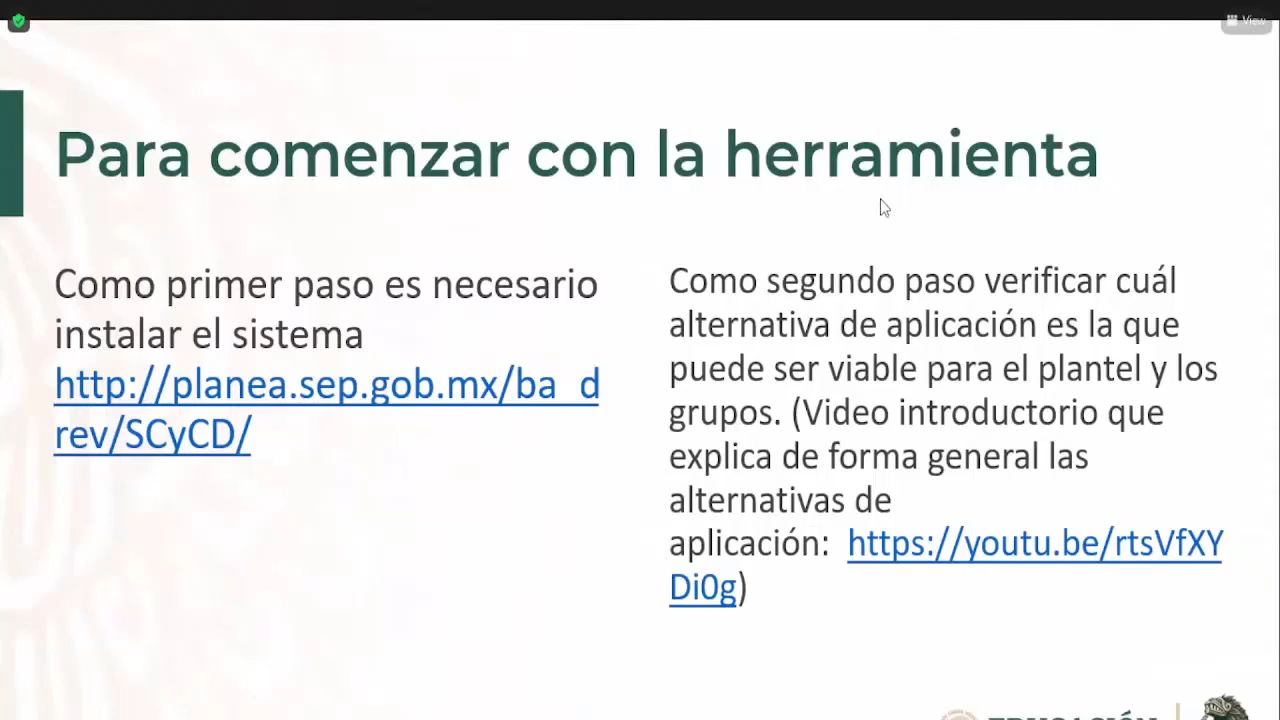 View
Para comenzar con la herramienta
Como primer paso es necesario
instalar el sistema
http://planea.sep.gob.mx/ba_d
rev/SCyCD/
Como segundo paso verificar cuál
alternativa de aplicación es la que
puede ser viable para el plantel y los
grupos. (Video introductorio que
explica de forma general las
alternativas de
aplicación: https://youtu.be/rtsVfXY
Di0g)